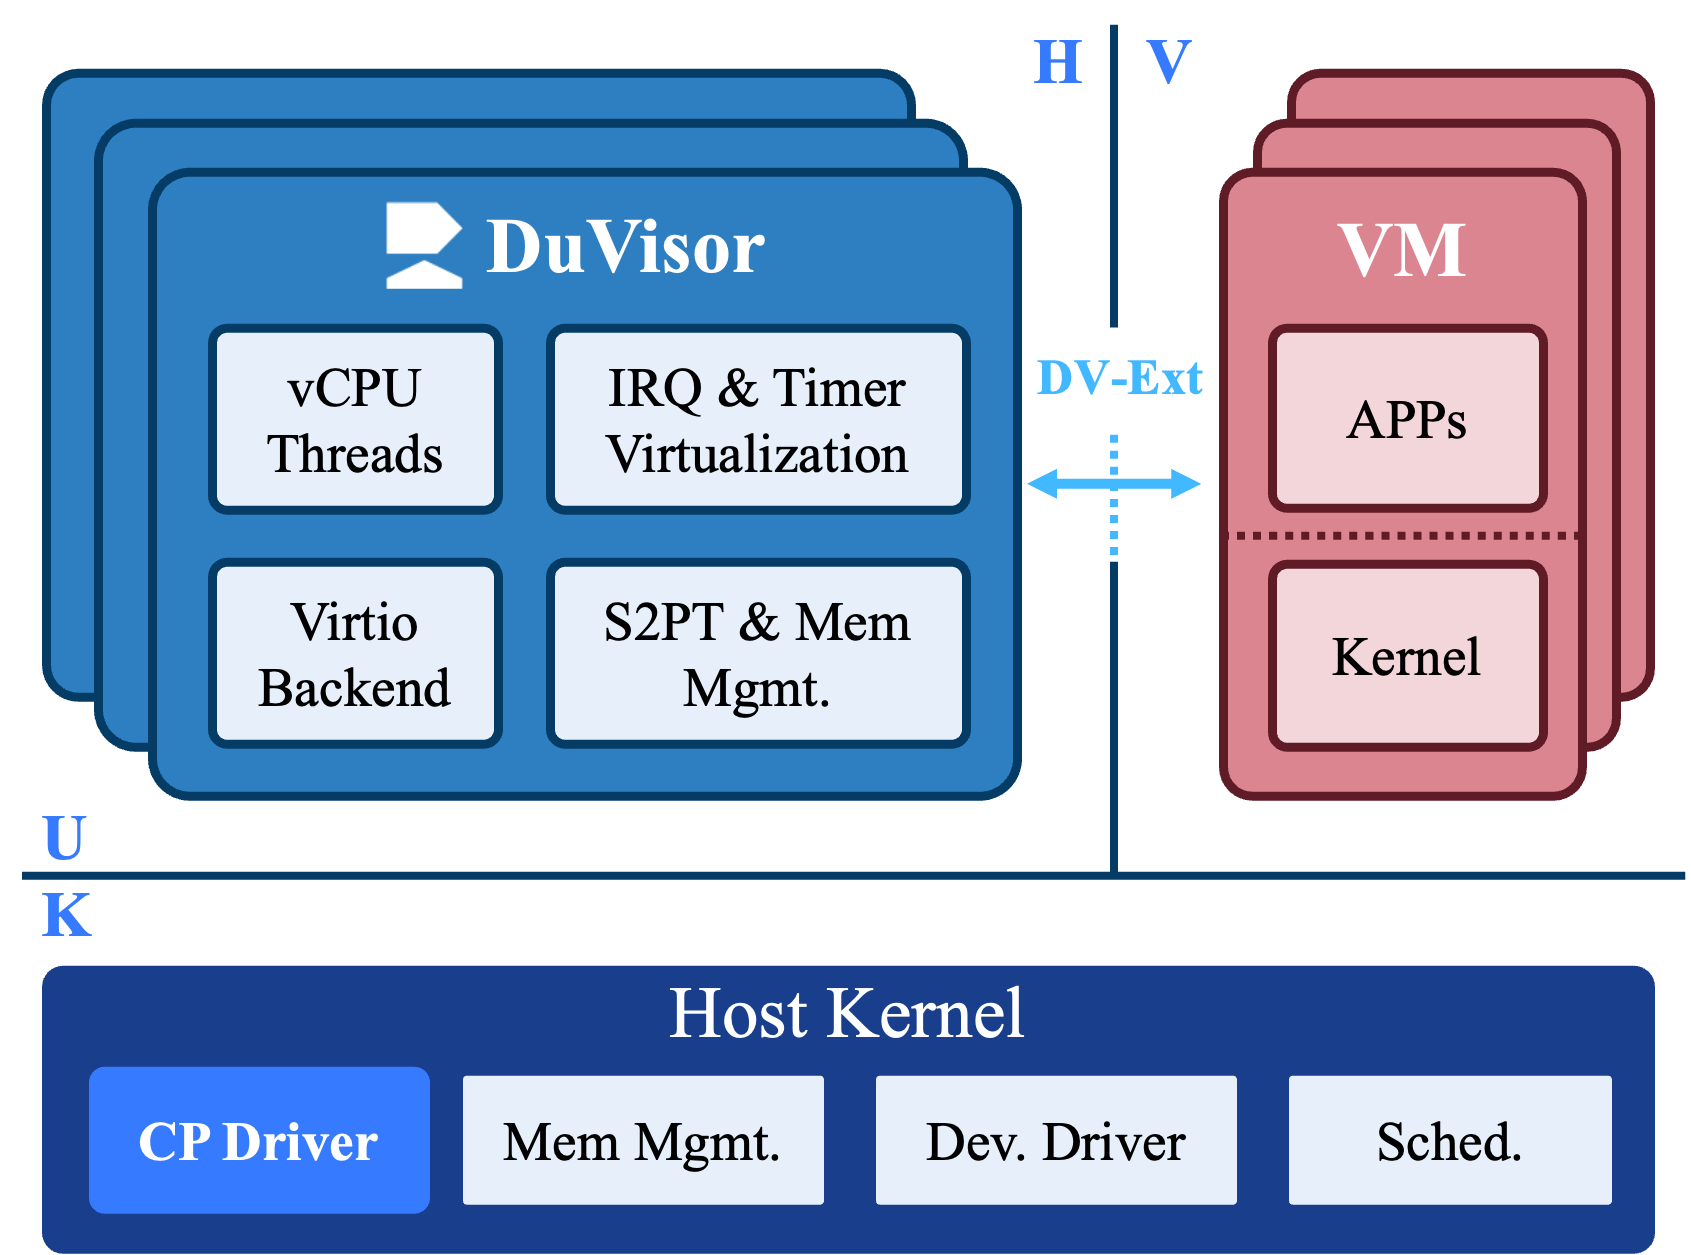 H
V
DuVisor
VM
vCPU
Threads
IRQ & Timer
Virtualization
DV-Ext
APPs
Virtio
Backend
S2PT & Mem
Mgmt.
Kernel
U
K
Host Kernel
CP Driver
Mem Mgmt.
Dev. Driver
Sched.